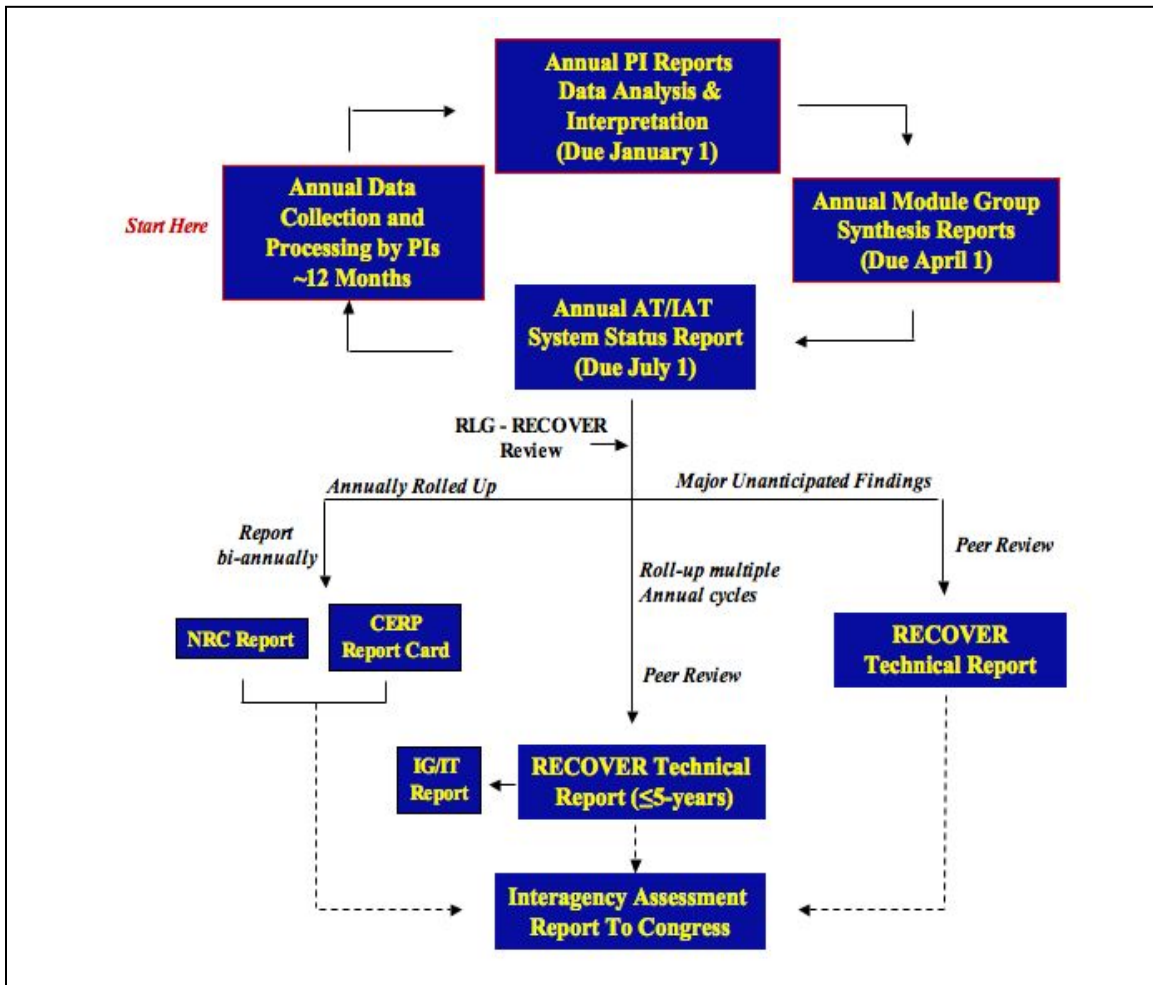 Annual PI Reports
Data Analysis &
Interpretation
(Due January 1)
Start Here
Annual Data
Collection and
Processing by PIs
~12 Months
Annual Module Group
Synthesis Reports
(Due April 1)
Annual AT/IAT
System Status Report
(Due July 1)
RLG - RECOVER
Review
Annually Rolled Up
Major Unanticipated Findings
Report
bi-annually
Roll-up multiple
Annual cycles
Peer Review
NRC Report
CERP
Report Card
Peer Review
RECOVER
Technical Report
IG/IT
Report
RECOVER Technical
Report (≤5-years)
Interagency Assessment
Report To Congress